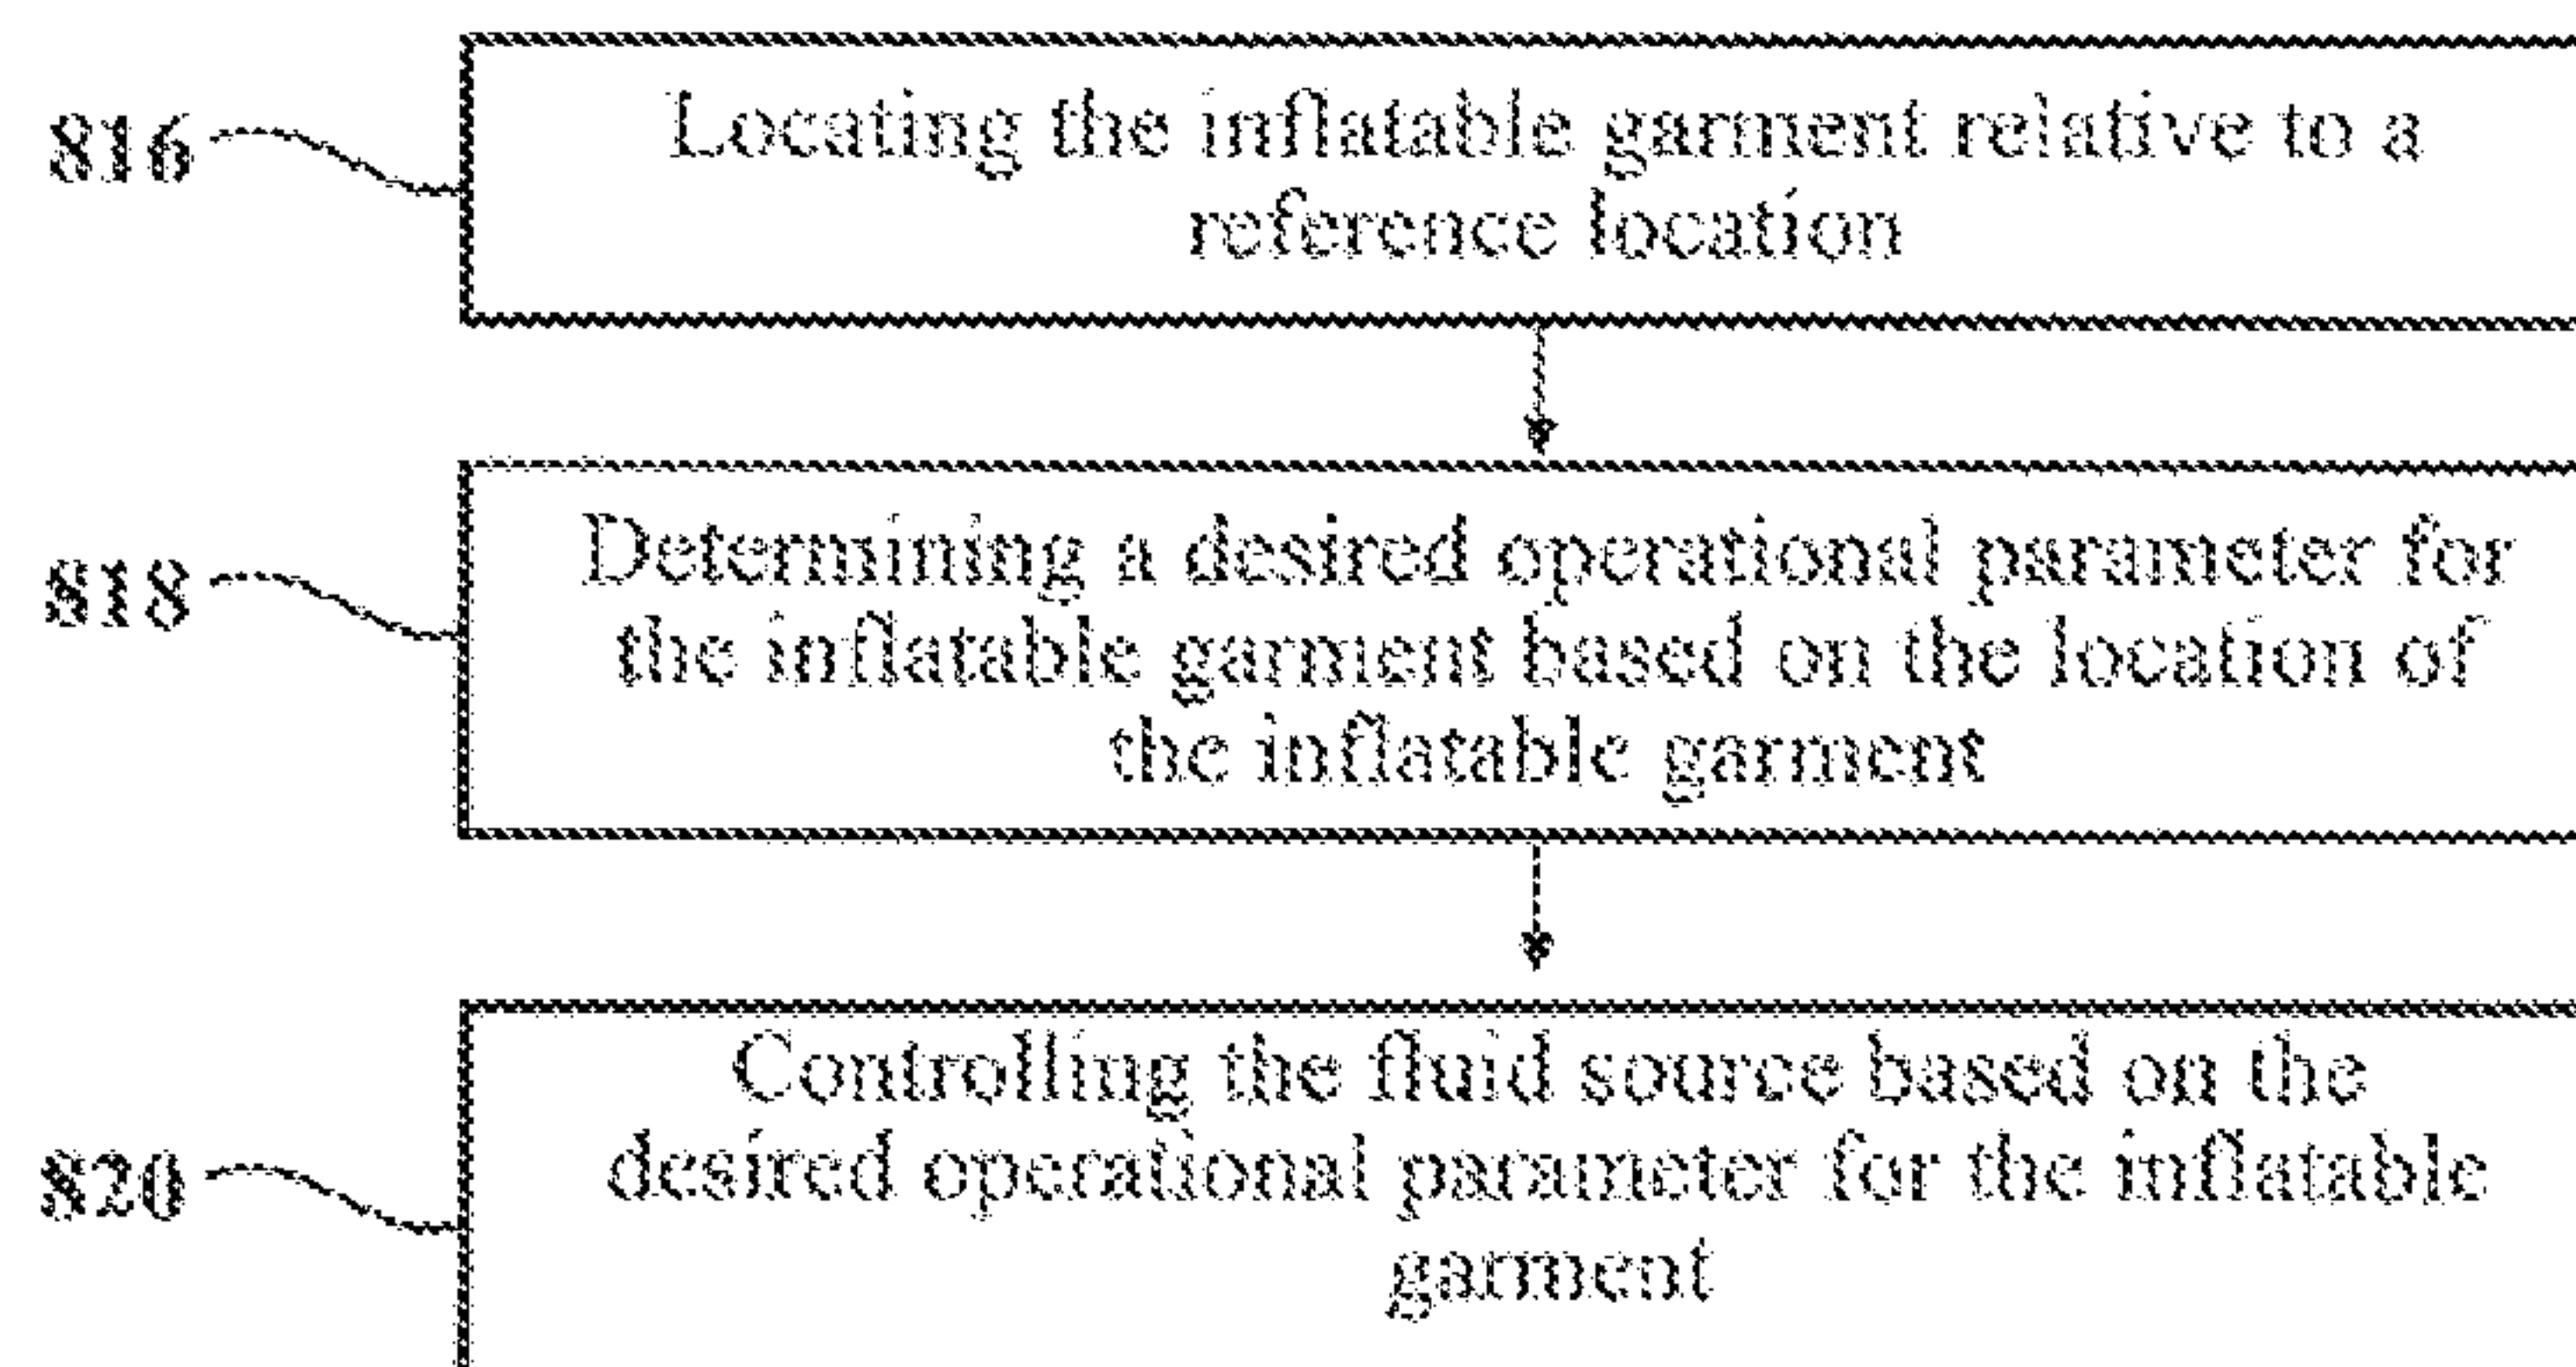 816
Locating the inflatable garment relative to a
reference location
818
Determining a desired operational parameter for
the inflatable garment based on the location of
the inflatable garment
820
Controlling the fluid source based on the
desired operational parameter for the inflatable
garment